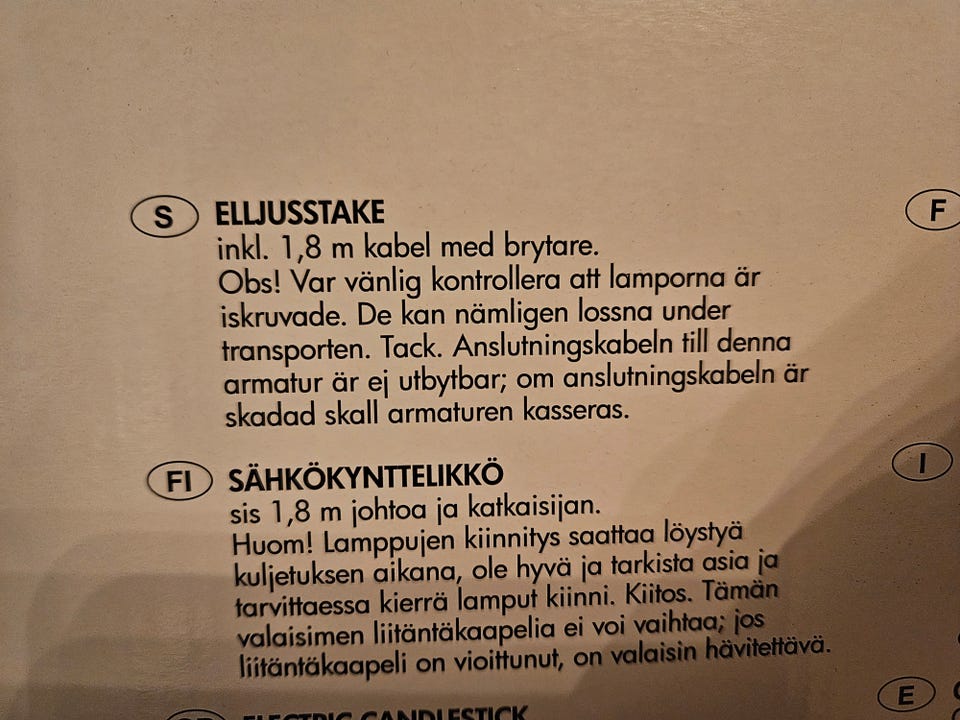 S ELLJUSSTAKE
inkl. 1,8 m kabel med brytare.
Obs! Var vänlig kontrollera att lamporna är
iskruvade. De kan nämligen lossna under
transporten. Tack. Anslutningskabeln till denna
armatur är ej utbytbar; om anslutningskabeln är
skadad skall armaturen kasseras.
F
FI SÄHKÖKYNTTELIKKÖ
sis 1,8 m johtoa ja katkaisijan.
Huom! Lamppujen kiinnitys saattaa löystyä
kuljetuksen aikana, ole hyvä ja tarkista asia ja
tarvittaessa kierrä lamput kiinni. Kiitos. Tämän
valaisimen liitäntäkaapelia ei voi vaihtaa; jos
liitäntäkaapeli on vioittunut, on valaisin hävitettävä.
I
E
ELECTRIC CANDLESTICK